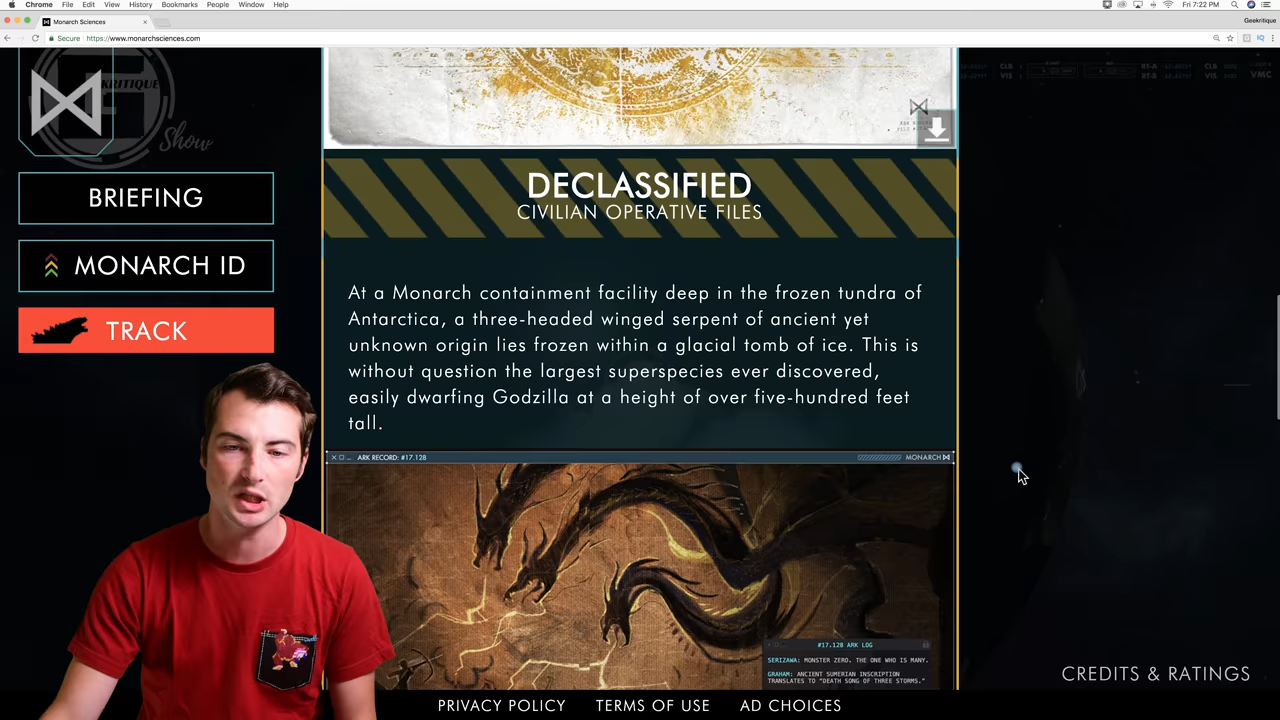 Chrome File Edit View History Bookmarks People Window Help
Fri 7:22 PM
Monarch Sciences
Geekritique
Secure https://www.monarchsciences.com
KRITIQUE
Show
CLB
VIS
VMC
BRIEFING
MONARCH ID
TRACK
DECLASSIFIED
CIVILIAN OPERATIVE FILES
At a Monarch containment facility deep in the frozen tundra of
Antarctica, a three-headed winged serpent of ancient yet
unknown origin lies frozen within a glacial tomb of ice. This is
without question the largest superspecies ever discovered,
easily dwarfing Godzilla at a height of over five-hundred feet
tall.
ARK RECORD: #17.128
MONARCH
#17.128 ARK LOG
SERIZAWA: MONSTER ZERO. THE ONE WHO IS MANY.
GRAHAM: ANCIENT SUMERIAN INSCRIPTION
TRANSLATES TO "DEATH SONG OF THREE STORMS."
CREDITS & RATINGS
PRIVACY POLICY TERMS OF USE AD CHOICES